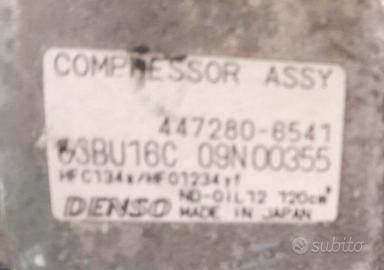 COMPRESSOR ASSY
447280-6541
6SBU16C 09N00355
HFC134a/HFO1234yf
ND-OIL12 120cm³
DENSO MADE IN JAPAN
subito